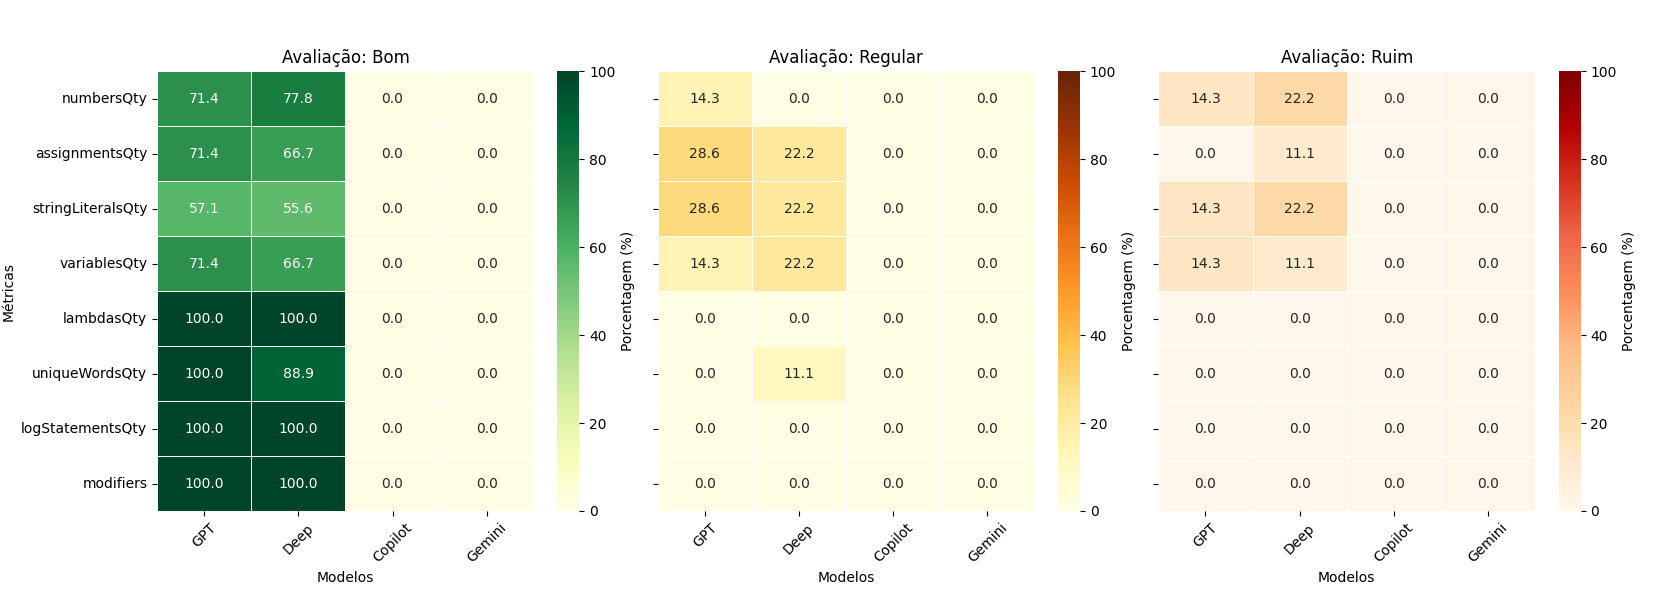 Avaliação: Bom
Métricas
numbersQty 71.4 77.8 0.0 0.0
assignmentsQty 71.4 66.7 0.0 0.0
stringLiteralsQty 57.1 55.6 0.0 0.0
variablesQty 71.4 66.7 0.0 0.0
lambdasQty 100.0 100.0 0.0 0.0
uniqueWordsQty 100.0 88.9 0.0 0.0
logStatementsQty 100.0 100.0 0.0 0.0
modifiers 100.0 100.0 0.0 0.0
GPT Deep Copilot Gemini
Modelos
100
80
60
40
20
0
Porcentagem (%)
Avaliação: Regular
14.3 0.0 0.0 0.0
28.6 22.2 0.0 0.0
28.6 22.2 0.0 0.0
14.3 22.2 0.0 0.0
0.0 0.0 0.0 0.0
0.0 11.1 0.0 0.0
0.0 0.0 0.0 0.0
0.0 0.0 0.0 0.0
GPT Deep Copilot Gemini
Modelos
100
80
60
40
20
0
Porcentagem (%)
Avaliação: Ruim
14.3 22.2 0.0 0.0
0.0 11.1 0.0 0.0
14.3 22.2 0.0 0.0
14.3 11.1 0.0 0.0
0.0 0.0 0.0 0.0
0.0 0.0 0.0 0.0
0.0 0.0 0.0 0.0
0.0 0.0 0.0 0.0
GPT Deep Copilot Gemini
Modelos
100
80
60
40
20
0
Porcentagem (%)